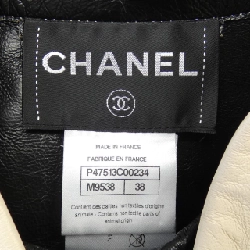 CHANEL
MADE IN FRANCE
FABRIQUÉ EN FRANCE
P47513C00234
M9538 38